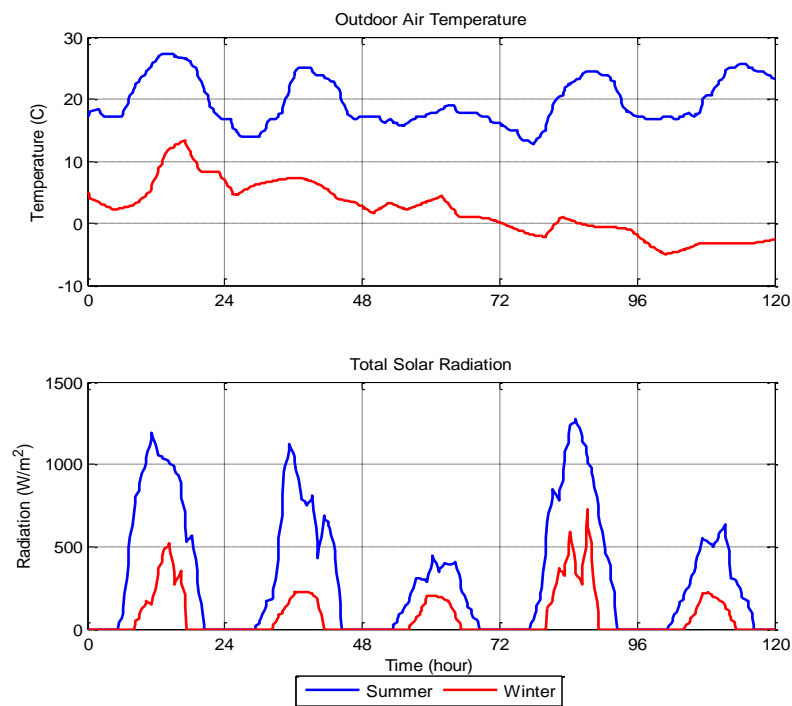 Outdoor Air Temperature
Temperature (C)
30
20
10
0
-10
0 24 48 72 96 120
Total Solar Radiation
Radiation (W/m²)
1500
1000
500
0
0 24 48 72 96 120
Time (hour)
Summer Winter